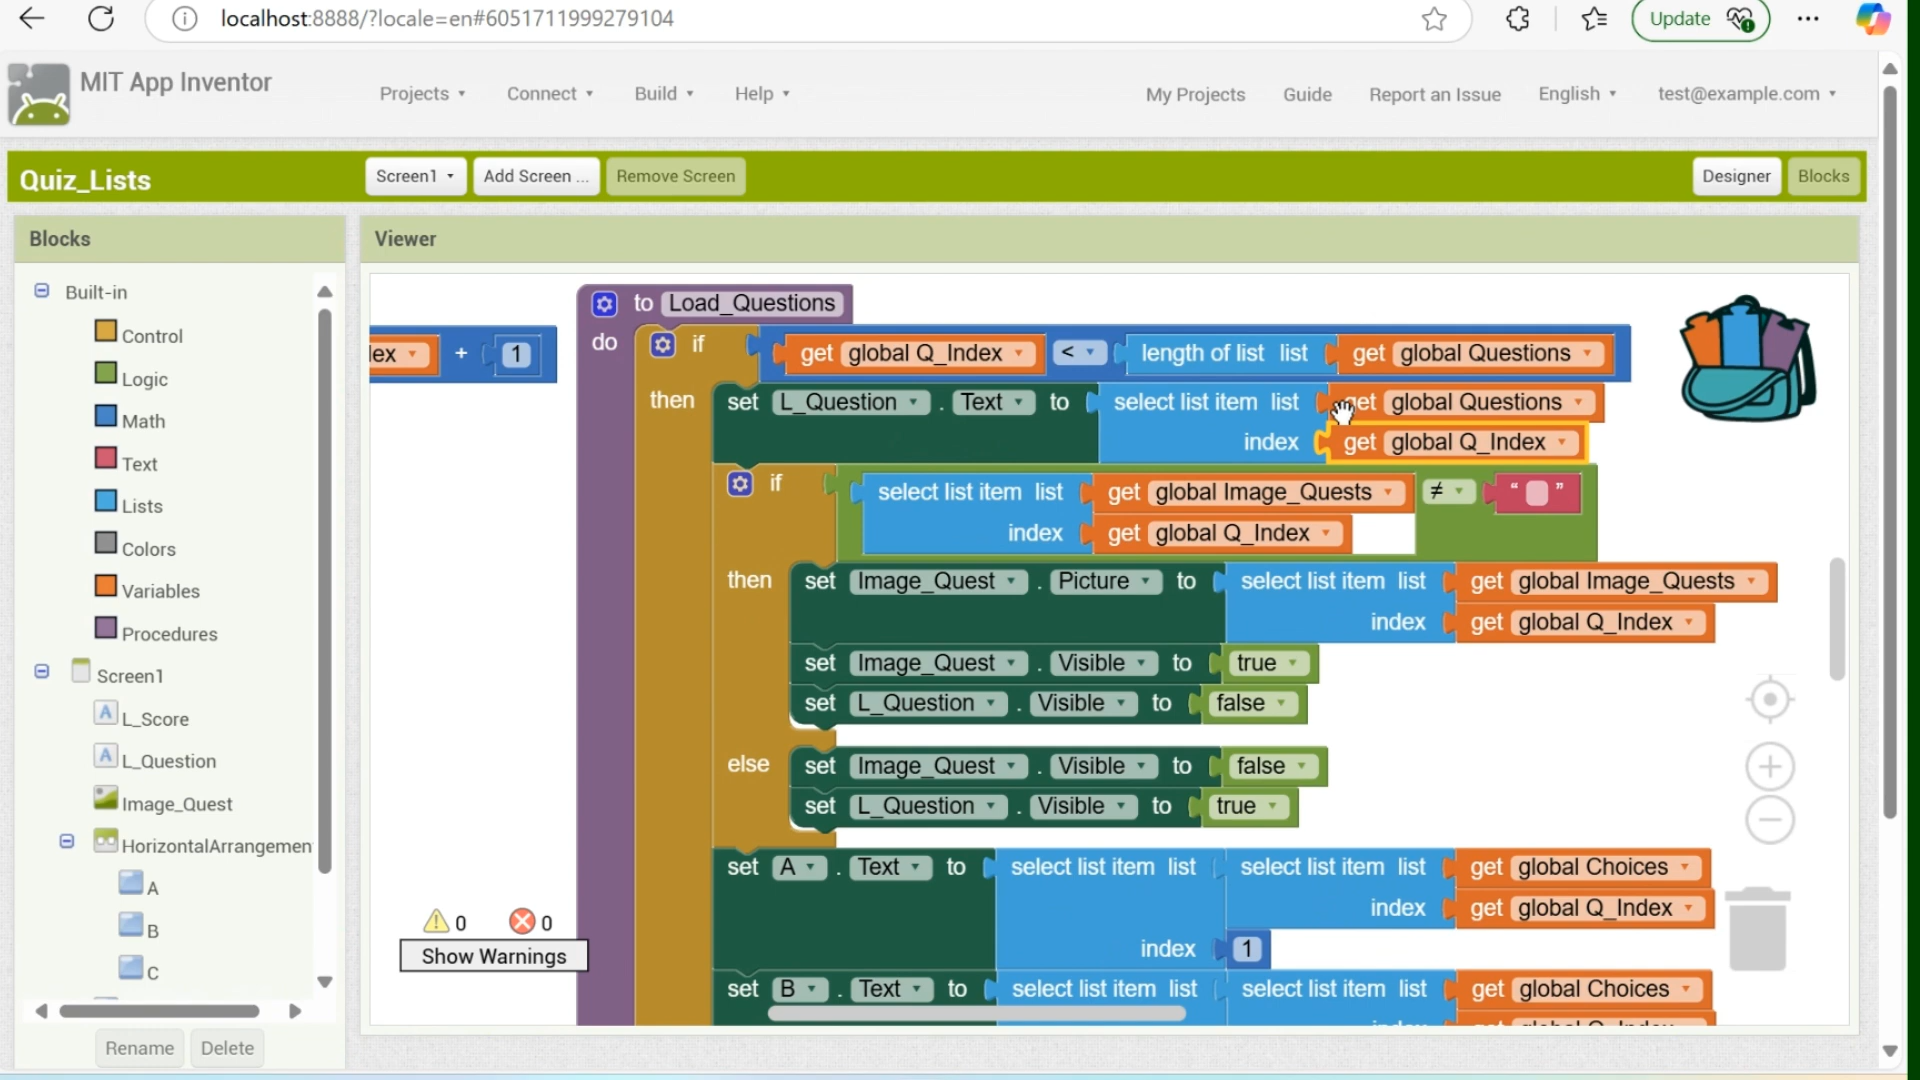 localhost:8888/?locale=en#6051711999279104
Update
MIT App Inventor
Projects Connect Build Help My Projects Guide Report an Issue English test@example.com
Quiz_Lists Screen1 Add Screen ... Remove Screen Designer Blocks
Blocks
Viewer
Built-in
Control
Logic
Math
Text
Lists
Colors
Variables
Procedures
Screen1
A L_Score
A L_Question
Image_Quest
HorizontalArrangemen
A
B
C
Rename Delete
ex + 1
to Load_Questions
do if get global Q_Index < length of list list get global Questions
then set L_Question . Text to select list item list get global Questions
index get global Q_Index
if select list item list get global Image_Quests ≠ “ ”
index get global Q_Index
then set Image_Quest . Picture to select list item list get global Image_Quests
index get global Q_Index
set Image_Quest . Visible to true
set L_Question . Visible to false
else set Image_Quest . Visible to false
set L_Question . Visible to true
set A . Text to select list item list select list item list get global Choices
index get global Q_Index
index 1
set B . Text to select list item list select list item list get global Choices
index get global Q_Index
0 0
Show Warnings